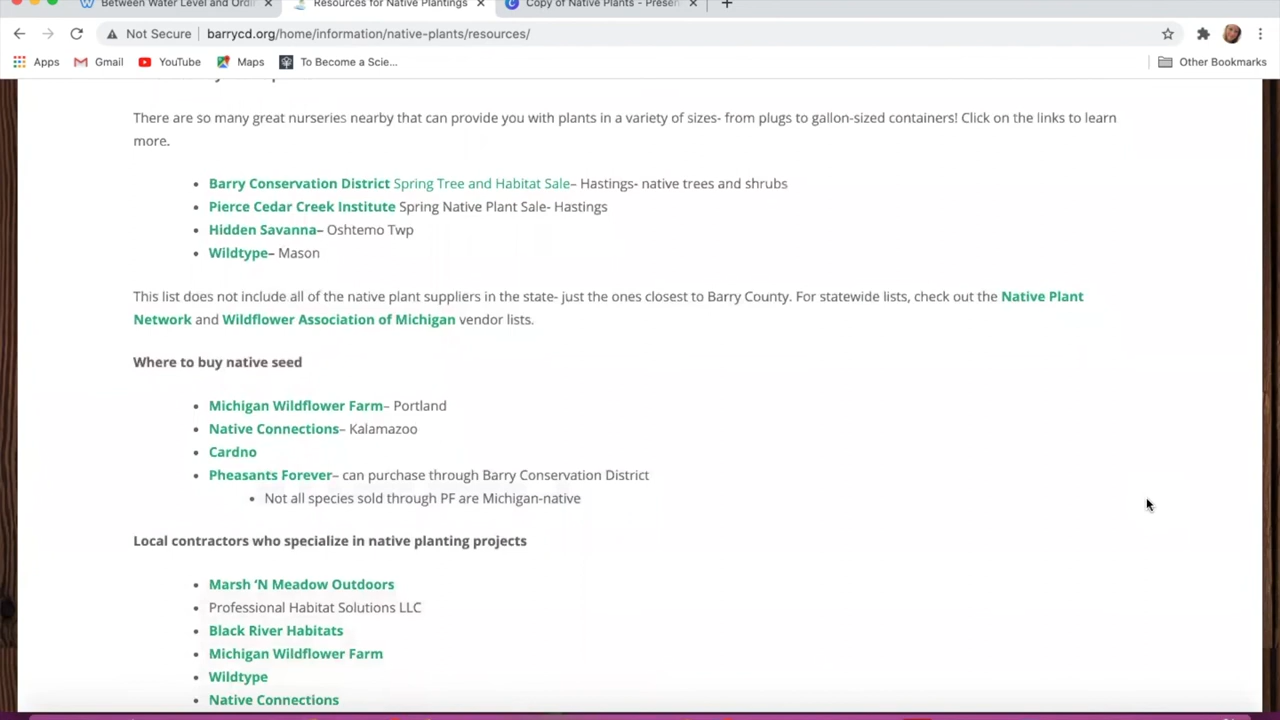 Between Water Level and Ordi
Resources for Native Plantings
Copy of Native Plants - Presen
Not Secure
barrycd.org/home/information/native-plants/resources/
Apps
Gmail
YouTube
Maps
To Become a Scie...
Other Bookmarks
There are so many great nurseries nearby that can provide you with plants in a variety of sizes- from plugs to gallon-sized containers! Click on the links to learn
more.
• Barry Conservation District Spring Tree and Habitat Sale– Hastings- native trees and shrubs
• Pierce Cedar Creek Institute Spring Native Plant Sale- Hastings
• Hidden Savanna– Oshtemo Twp
• Wildtype– Mason
This list does not include all of the native plant suppliers in the state- just the ones closest to Barry County. For statewide lists, check out the Native Plant
Network and Wildflower Association of Michigan vendor lists.
Where to buy native seed
• Michigan Wildflower Farm– Portland
• Native Connections– Kalamazoo
• Cardno
• Pheasants Forever– can purchase through Barry Conservation District
• Not all species sold through PF are Michigan-native
Local contractors who specialize in native planting projects
• Marsh ‘N Meadow Outdoors
• Professional Habitat Solutions LLC
• Black River Habitats
• Michigan Wildflower Farm
• Wildtype
• Native Connections